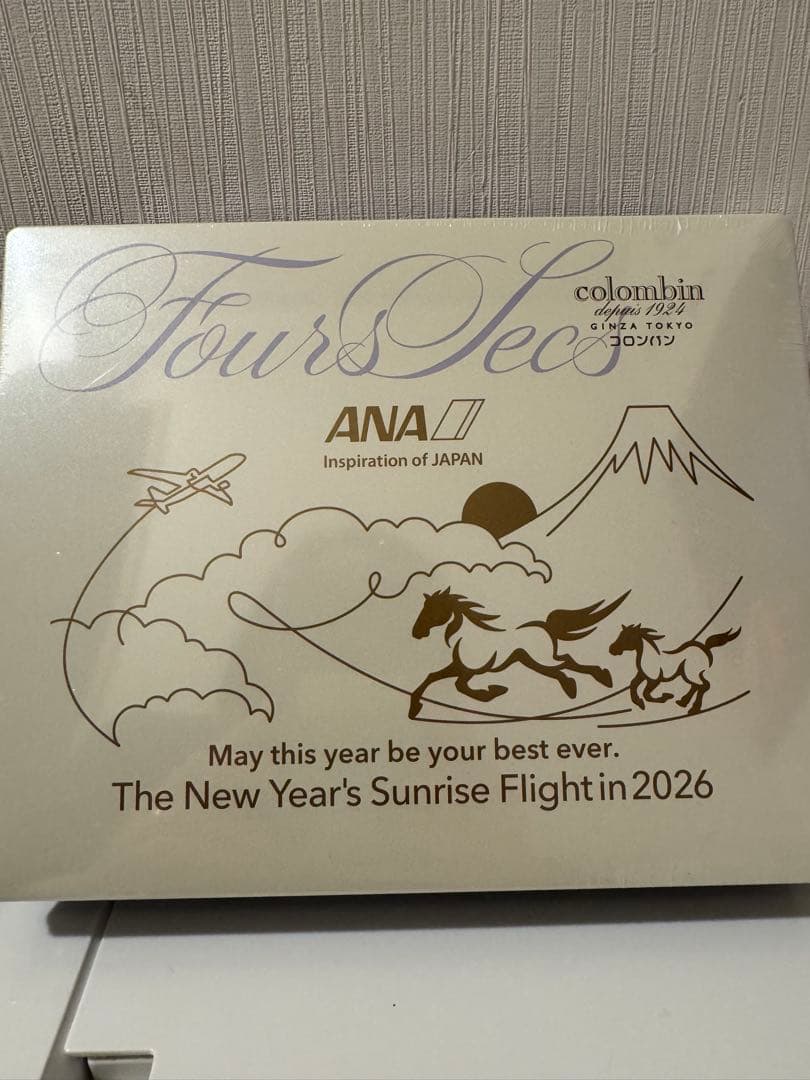 Fours Secs
colombin
depuis 1924
GINZA TOKYO
コロンバン
ANA
Inspiration of JAPAN
May this year be your best ever.
The New Year's Sunrise Flight in 2026